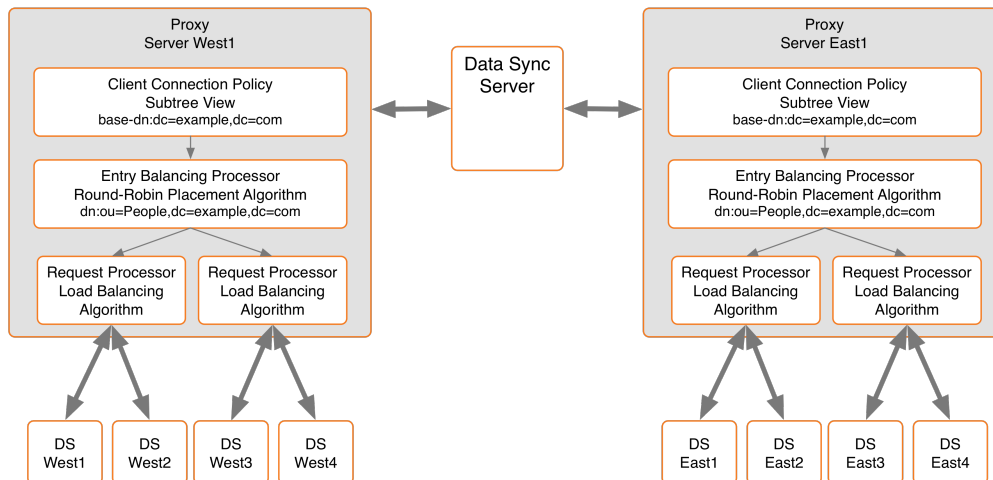 Proxy
Server West1
Client Connection Policy
Subtree View
base-dn:dc=example,dc=com
Entry Balancing Processor
Round-Robin Placement Algorithm
dn:ou=People,dc=example,dc=com
Request Processor
Load Balancing
Algorithm
Request Processor
Load Balancing
Algorithm
DS
West1
DS
West2
DS
West3
DS
West4
Data Sync
Server
Proxy
Server East1
Client Connection Policy
Subtree View
base-dn:dc=example,dc=com
Entry Balancing Processor
Round-Robin Placement Algorithm
dn:ou=People,dc=example,dc=com
Request Processor
Load Balancing
Algorithm
Request Processor
Load Balancing
Algorithm
DS
East1
DS
East2
DS
East3
DS
East4